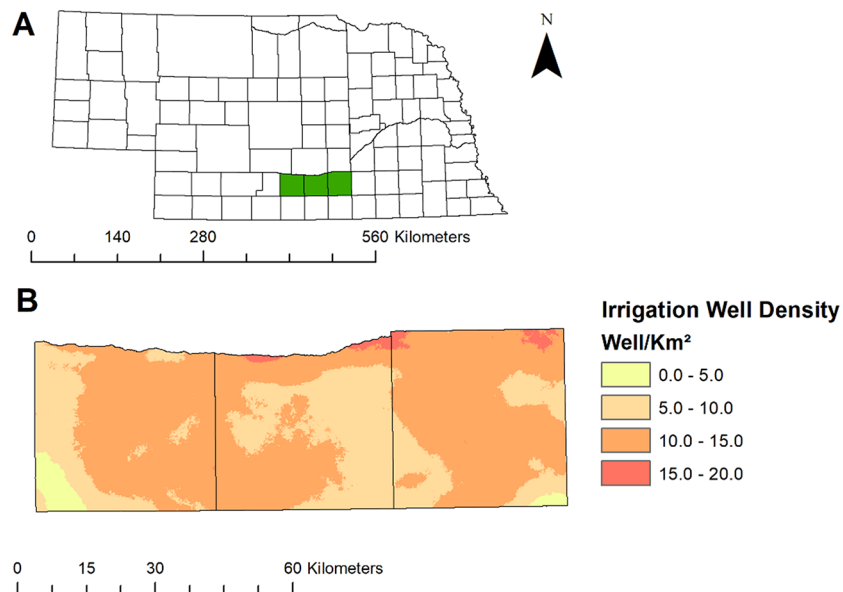 A
N
0 140 280 560 Kilometers
B
Irrigation Well Density
Well/Km²
0.0 - 5.0
5.0 - 10.0
10.0 - 15.0
15.0 - 20.0
0 15 30 60 Kilometers